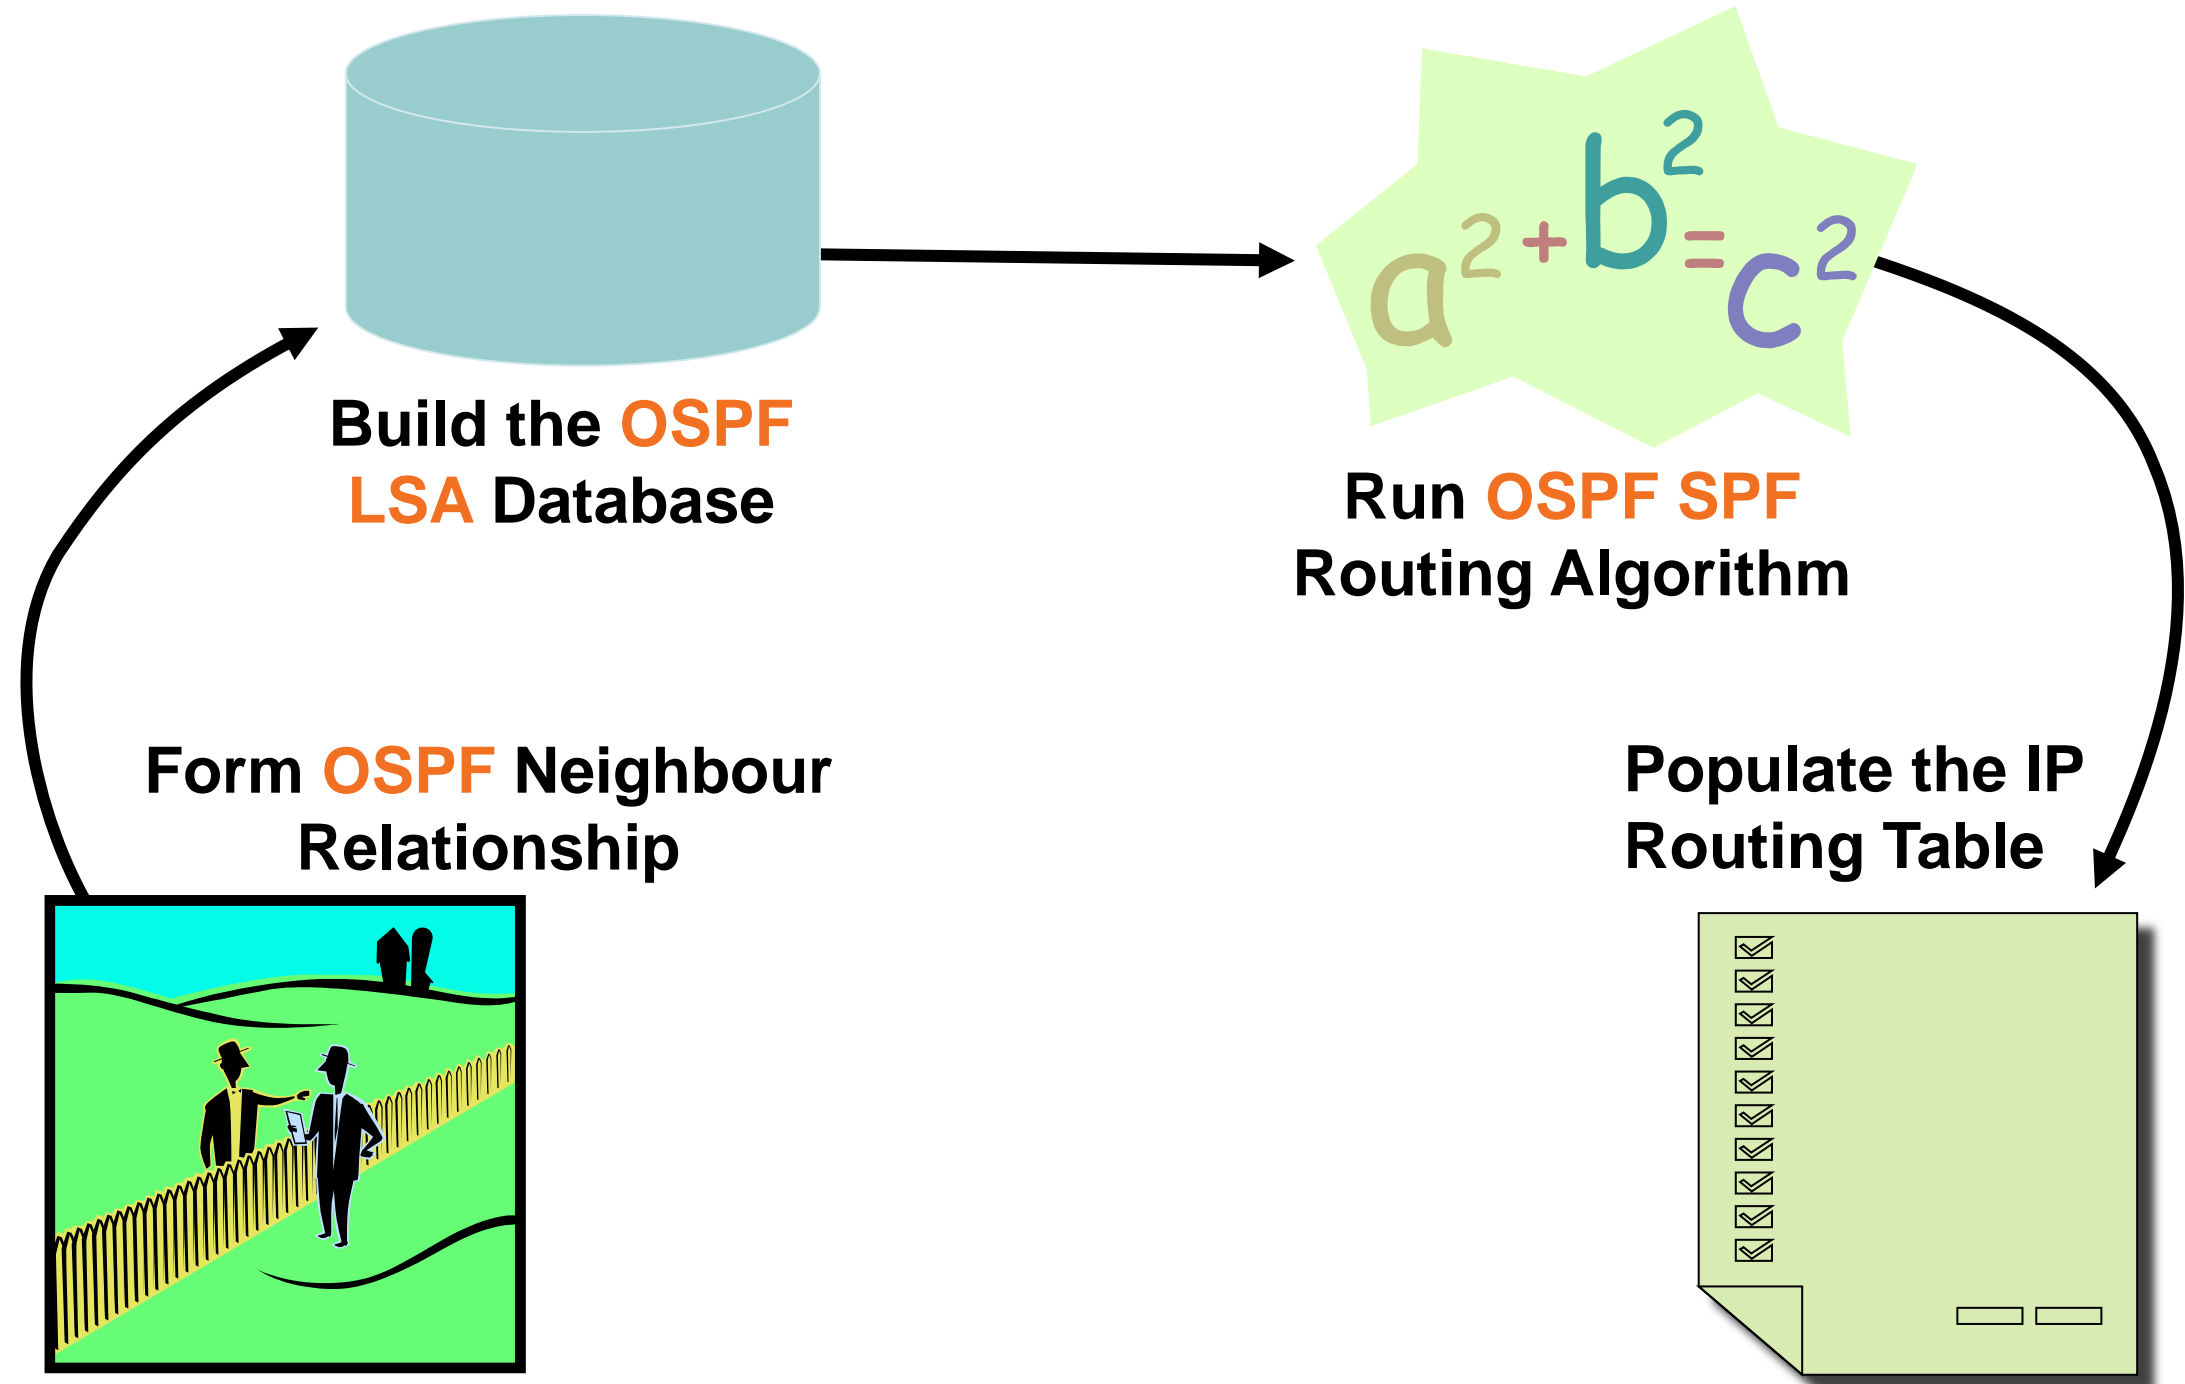 Build the OSPF
LSA Database
a² + b² = c²
Run OSPF SPF
Routing Algorithm
Form OSPF Neighbour
Relationship
Populate the IP
Routing Table